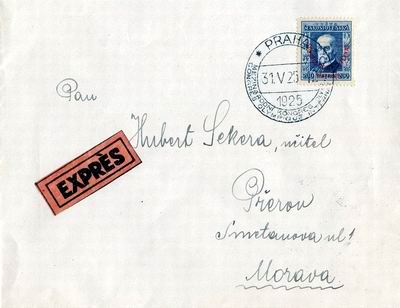 PRAHA
31.V 25
1925
Pan
Hubert Sekera, učitel
EXPRÈS
Přerov
Smetanova ul 1
Morava